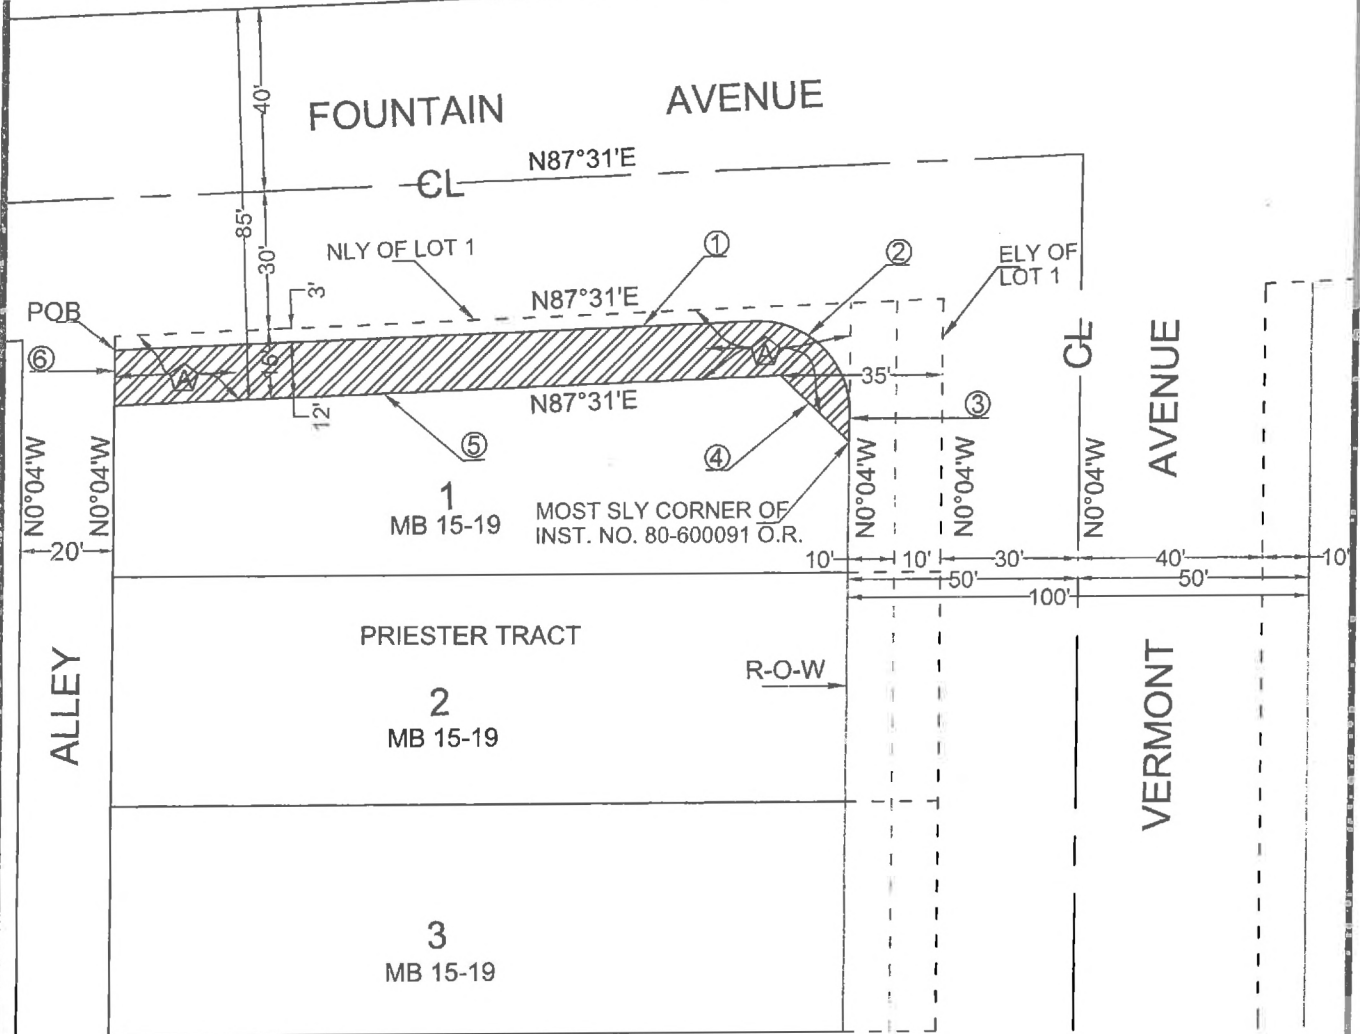 FOUNTAIN AVENUE
40'
N87°31'E
CL
85'
30'
NLY OF LOT 1
1
2
ELY OF
LOT 1
3'
POB
N87°31'E
6
A
A
CL
AVENUE
35'
12'
N87°31'E
3
5
4
N0°04'W
N0°04'W
N0°04'W
N0°04'W
N0°04'W
1
MB 15-19
MOST SLY CORNER OF
INST. NO. 80-600091 O.R.
20'
10'
10'
30'
40'
10'
50'
50'
100'
PRIESTER TRACT
R-O-W
ALLEY
2
MB 15-19
VERMONT
3
MB 15-19